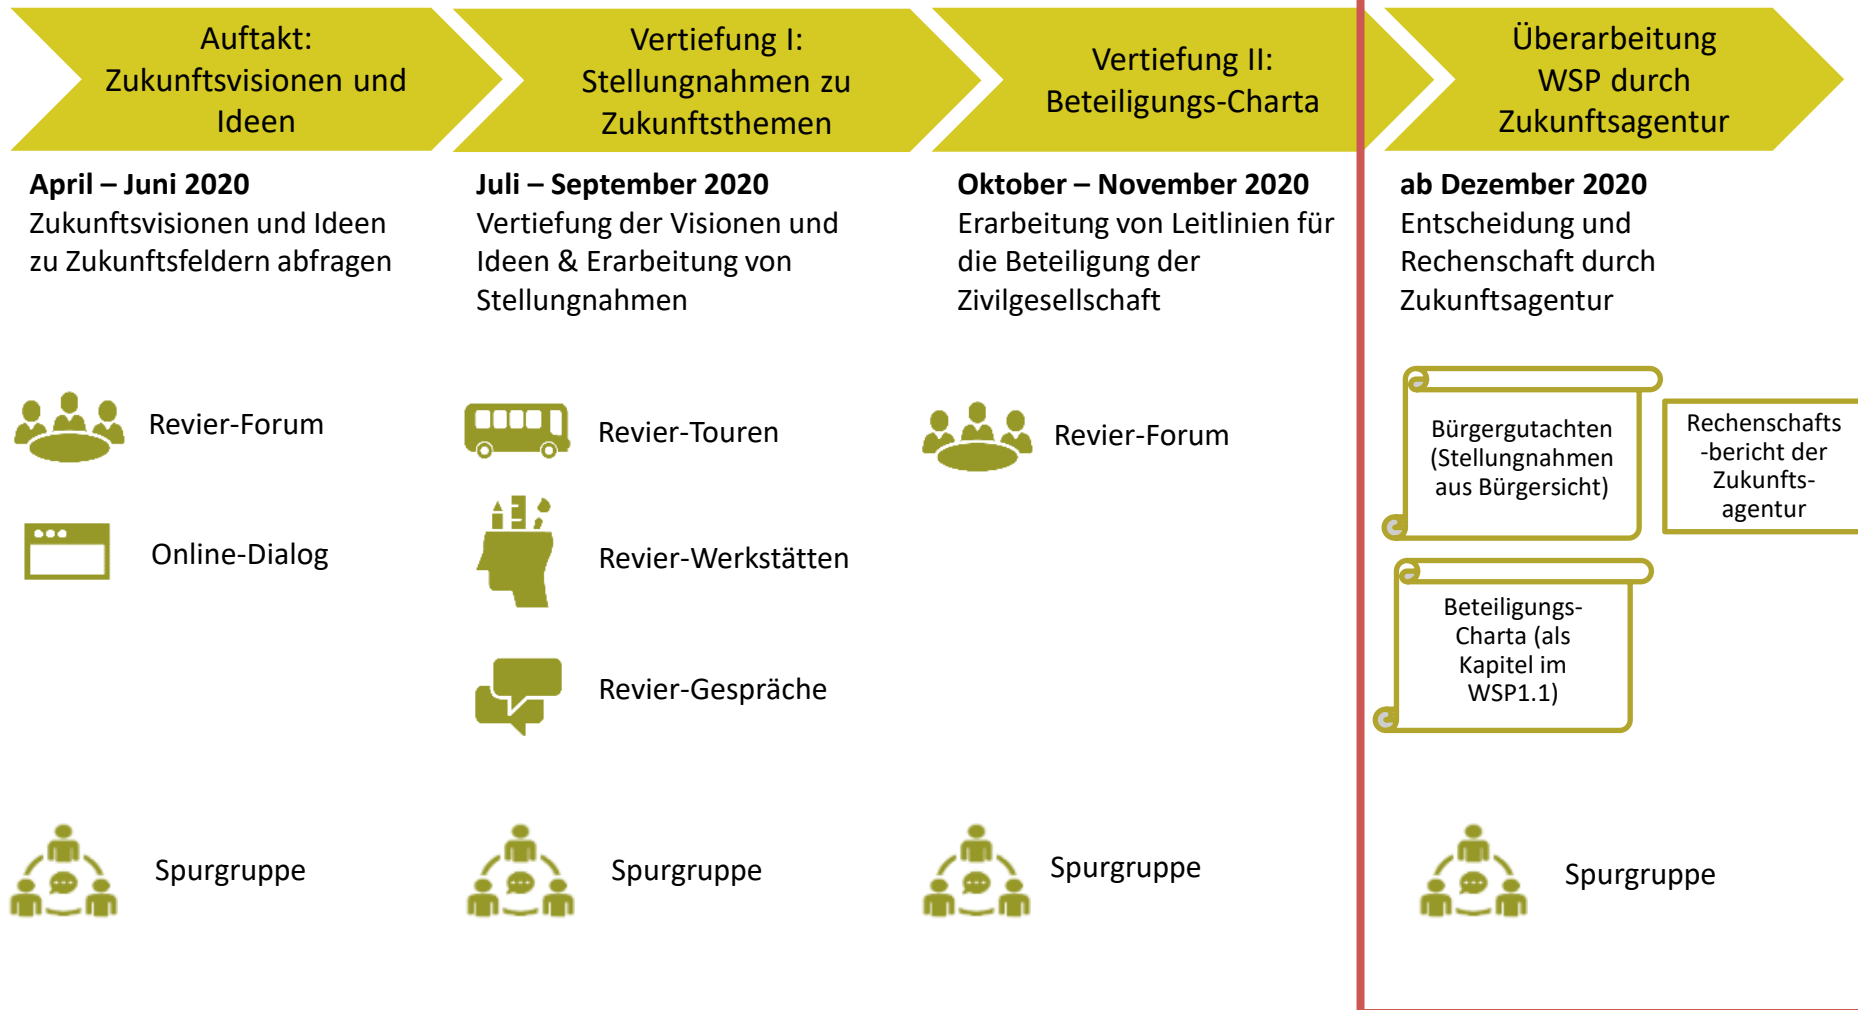 Auftakt:
Zukunftsvisionen und
Ideen
Vertiefung I:
Stellungnahmen zu
Zukunftsthemen
Vertiefung II:
Beteiligungs-Charta
Überarbeitung
WSP durch
Zukunftsagentur
April – Juni 2020
Zukunftsvisionen und Ideen
zu Zukunftsfeldern abfragen
Juli – September 2020
Vertiefung der Visionen und
Ideen & Erarbeitung von
Stellungnahmen
Oktober – November 2020
Erarbeitung von Leitlinien für
die Beteiligung der
Zivilgesellschaft
ab Dezember 2020
Entscheidung und
Rechenschaft durch
Zukunftsagentur
Revier-Forum
Online-Dialog
Revier-Touren
Revier-Werkstätten
Revier-Gespräche
Revier-Forum
Bürgergutachten
(Stellungnahmen
aus Bürgersicht)
Rechenschafts
-bericht der
Zukunfts-
agentur
Beteiligungs-
Charta (als
Kapitel im
WSP1.1)
Spurgruppe
Spurgruppe
Spurgruppe
Spurgruppe